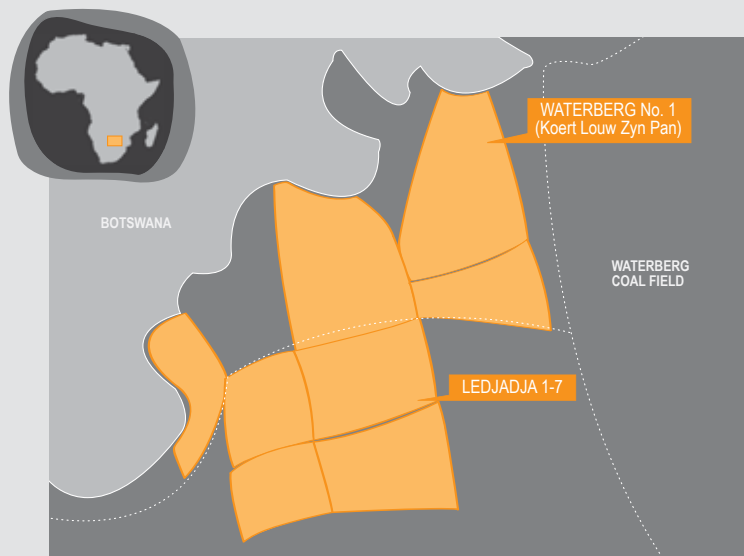 WATERBERG No. 1
(Koert Louw Zyn Pan)
BOTSWANA
WATERBERG
COAL FIELD
LEDJADJA 1-7